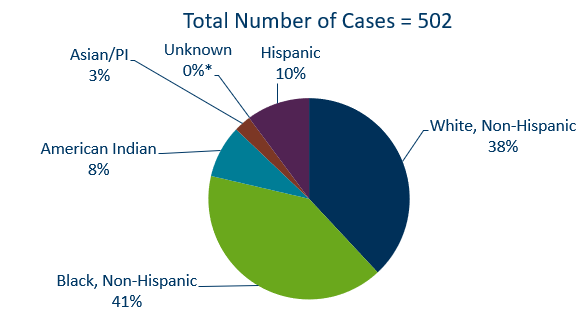 Total Number of Cases = 502
Unknown
0%*
Hispanic
10%
Asian/PI
3%
White, Non-Hispanic
38%
American Indian
8%
Black, Non-Hispanic
41%